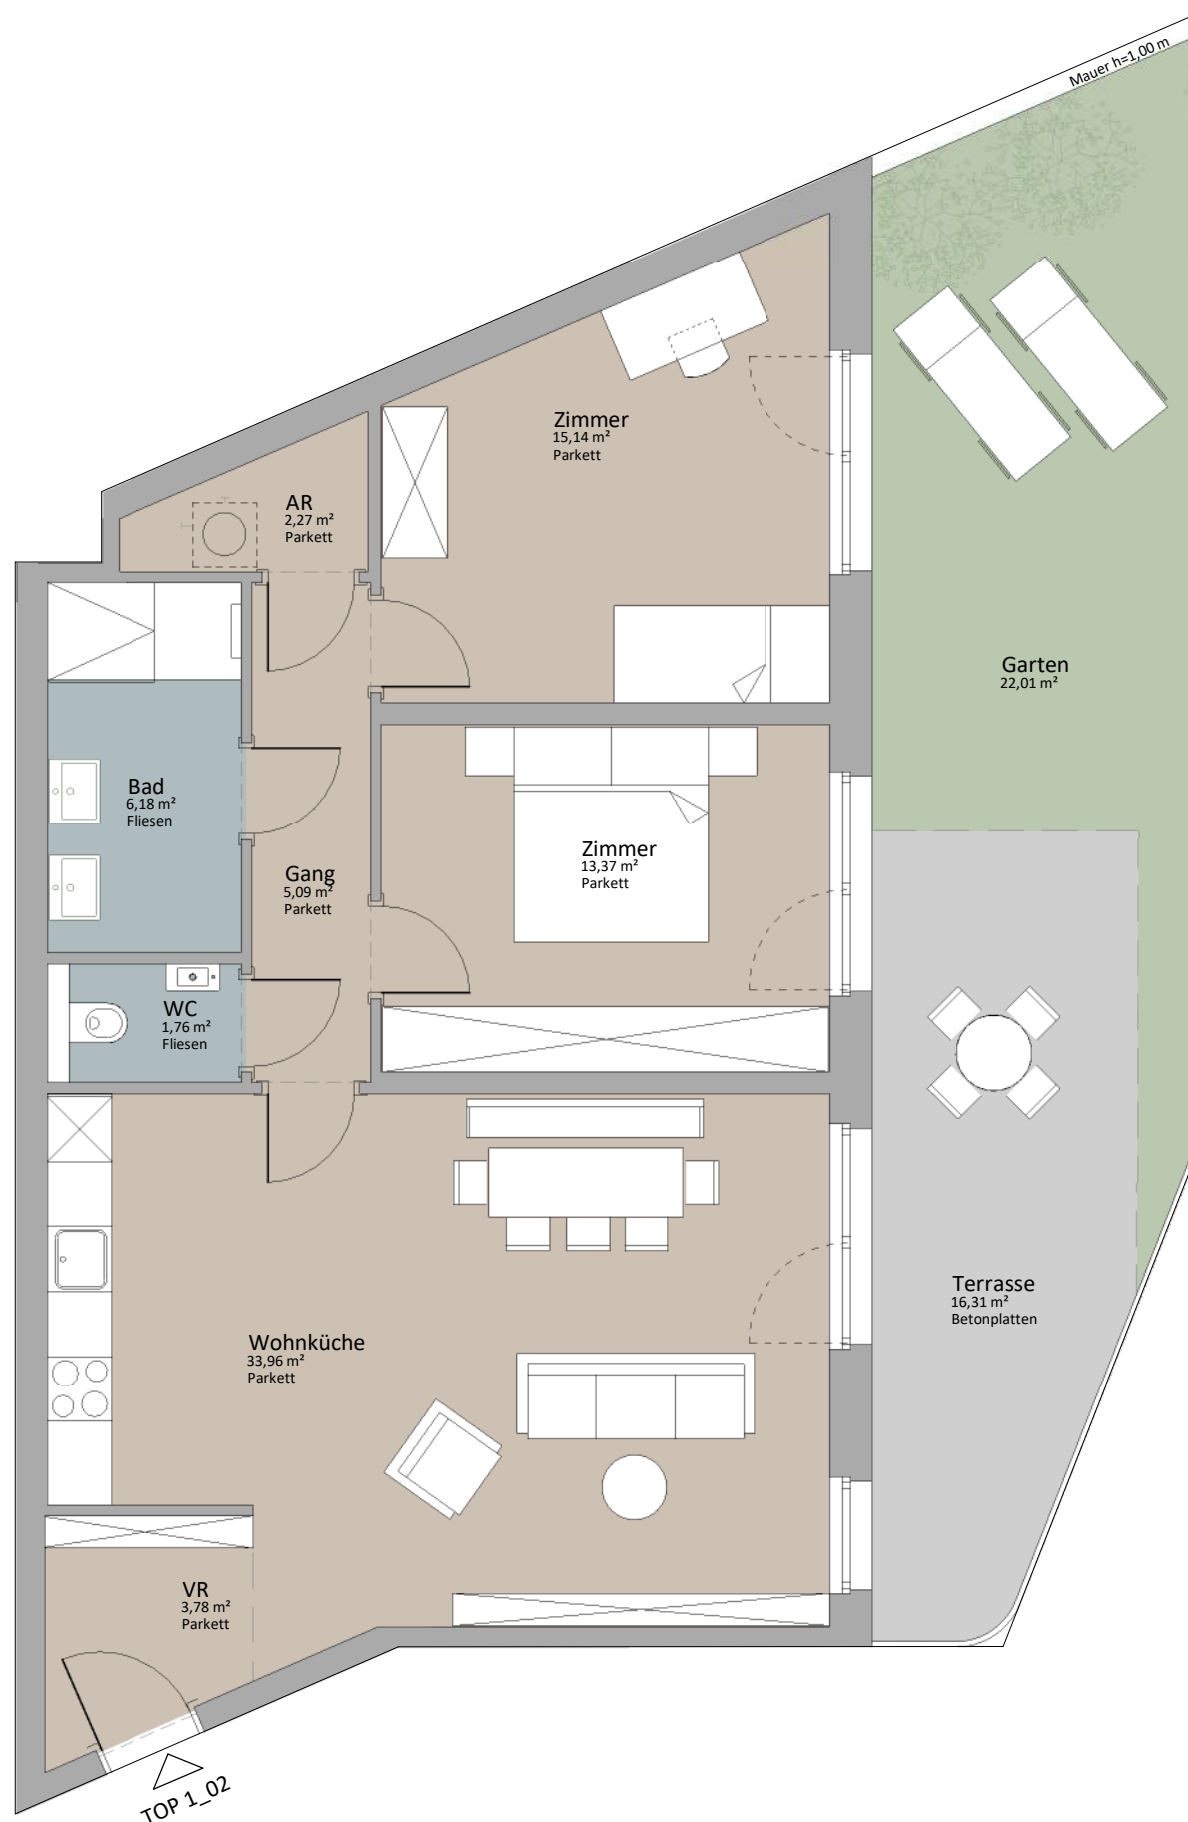 Mauer h=1,00 m
Zimmer
15,14 m²
Parkett
AR
2,27 m²
Parkett
Garten
22,01 m²
Bad
6,18 m²
Fliesen
Zimmer
13,37 m²
Parkett
Gang
5,09 m²
Parkett
WC
1,76 m²
Fliesen
Terrasse
16,31 m²
Betonplatten
Wohnküche
33,96 m²
Parkett
VR
3,78 m²
Parkett
TOP 1_02